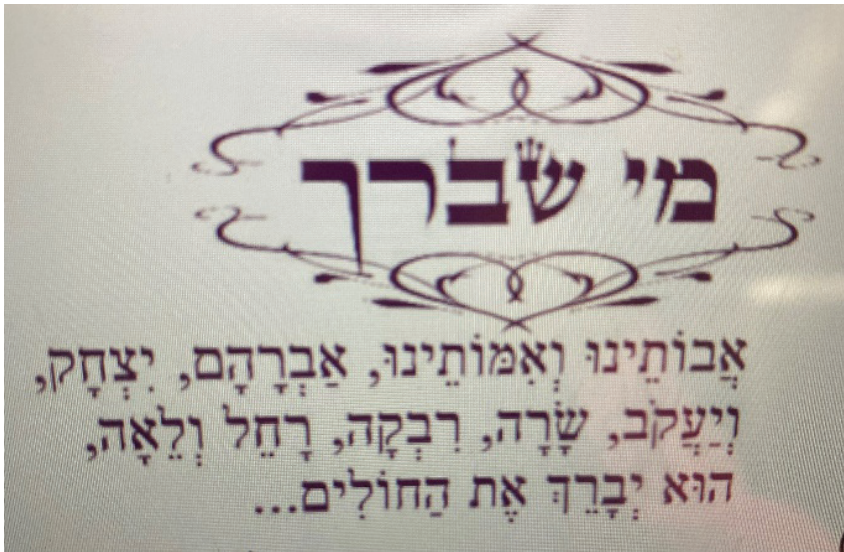 מי שברך
אֲבוֹתֵינוּ וְאִמּוֹתֵינוּ, אַבְרָהָם, יִצְחָק,
וְיַעֲקֹב, שָׂרָה, רִבְקָה, רָחֵל וְלֵאָה,
הוּא יְבָרֵךְ אֶת הַחוֹלִים...